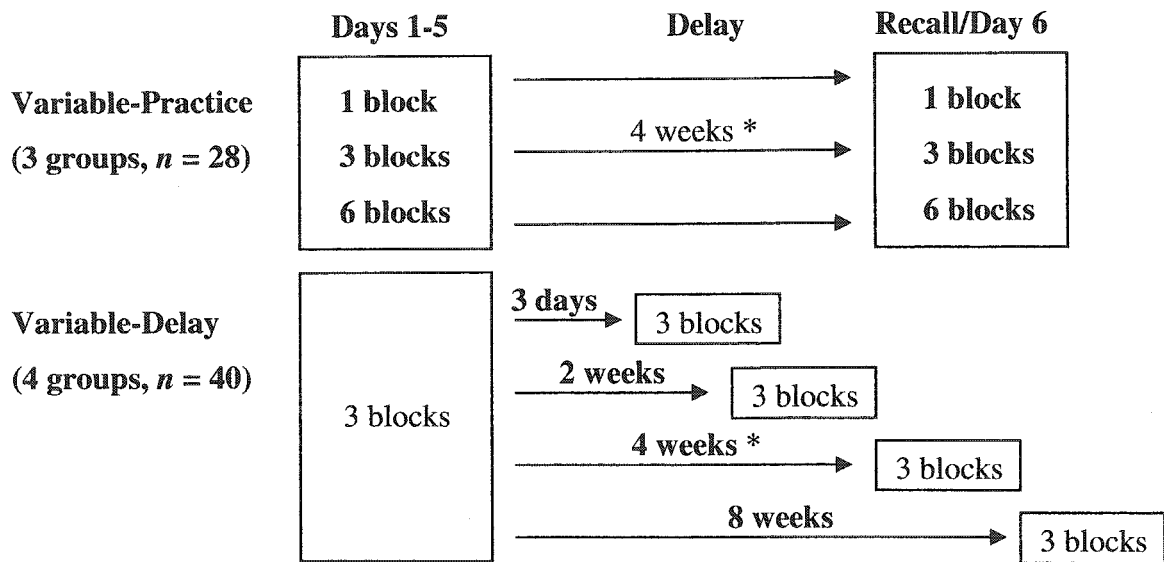 Days 1-5 Delay Recall/Day 6
Variable-Practice
(3 groups, n = 28)
1 block
3 blocks
6 blocks
4 weeks *
1 block
3 blocks
6 blocks
Variable-Delay
(4 groups, n = 40)
3 blocks
3 days
3 blocks
2 weeks
3 blocks
4 weeks *
3 blocks
8 weeks
3 blocks